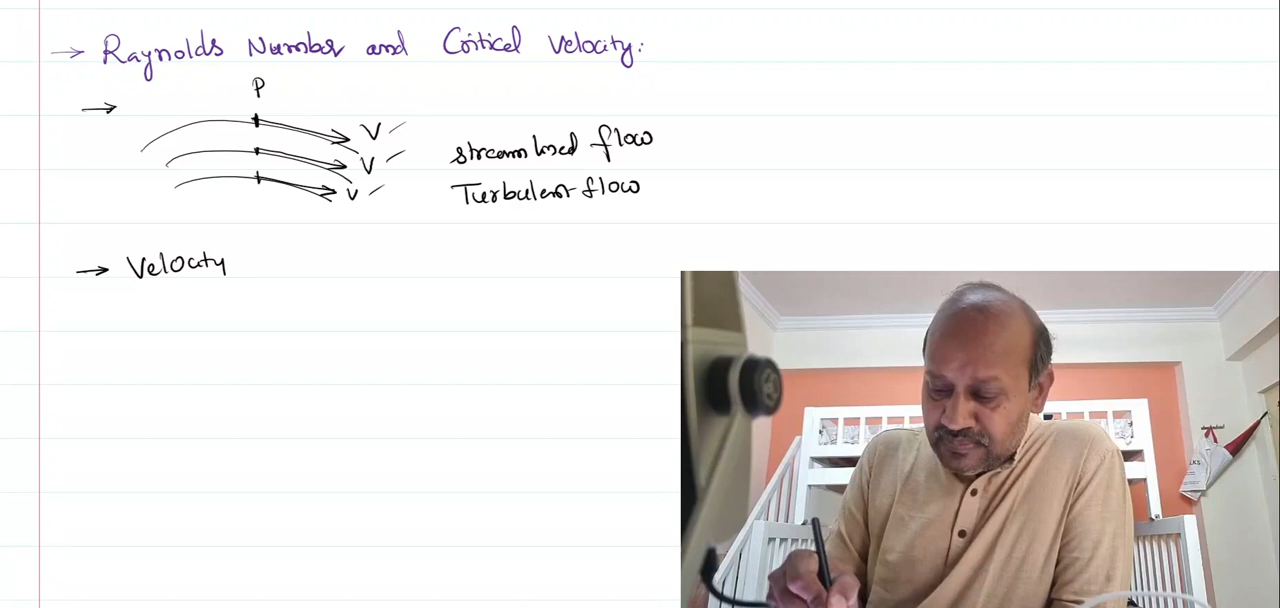 → Raynolds Number and Critical Velocity:
P
→
V
V
V
streamlined flow
Turbulent flow
→ Velocity